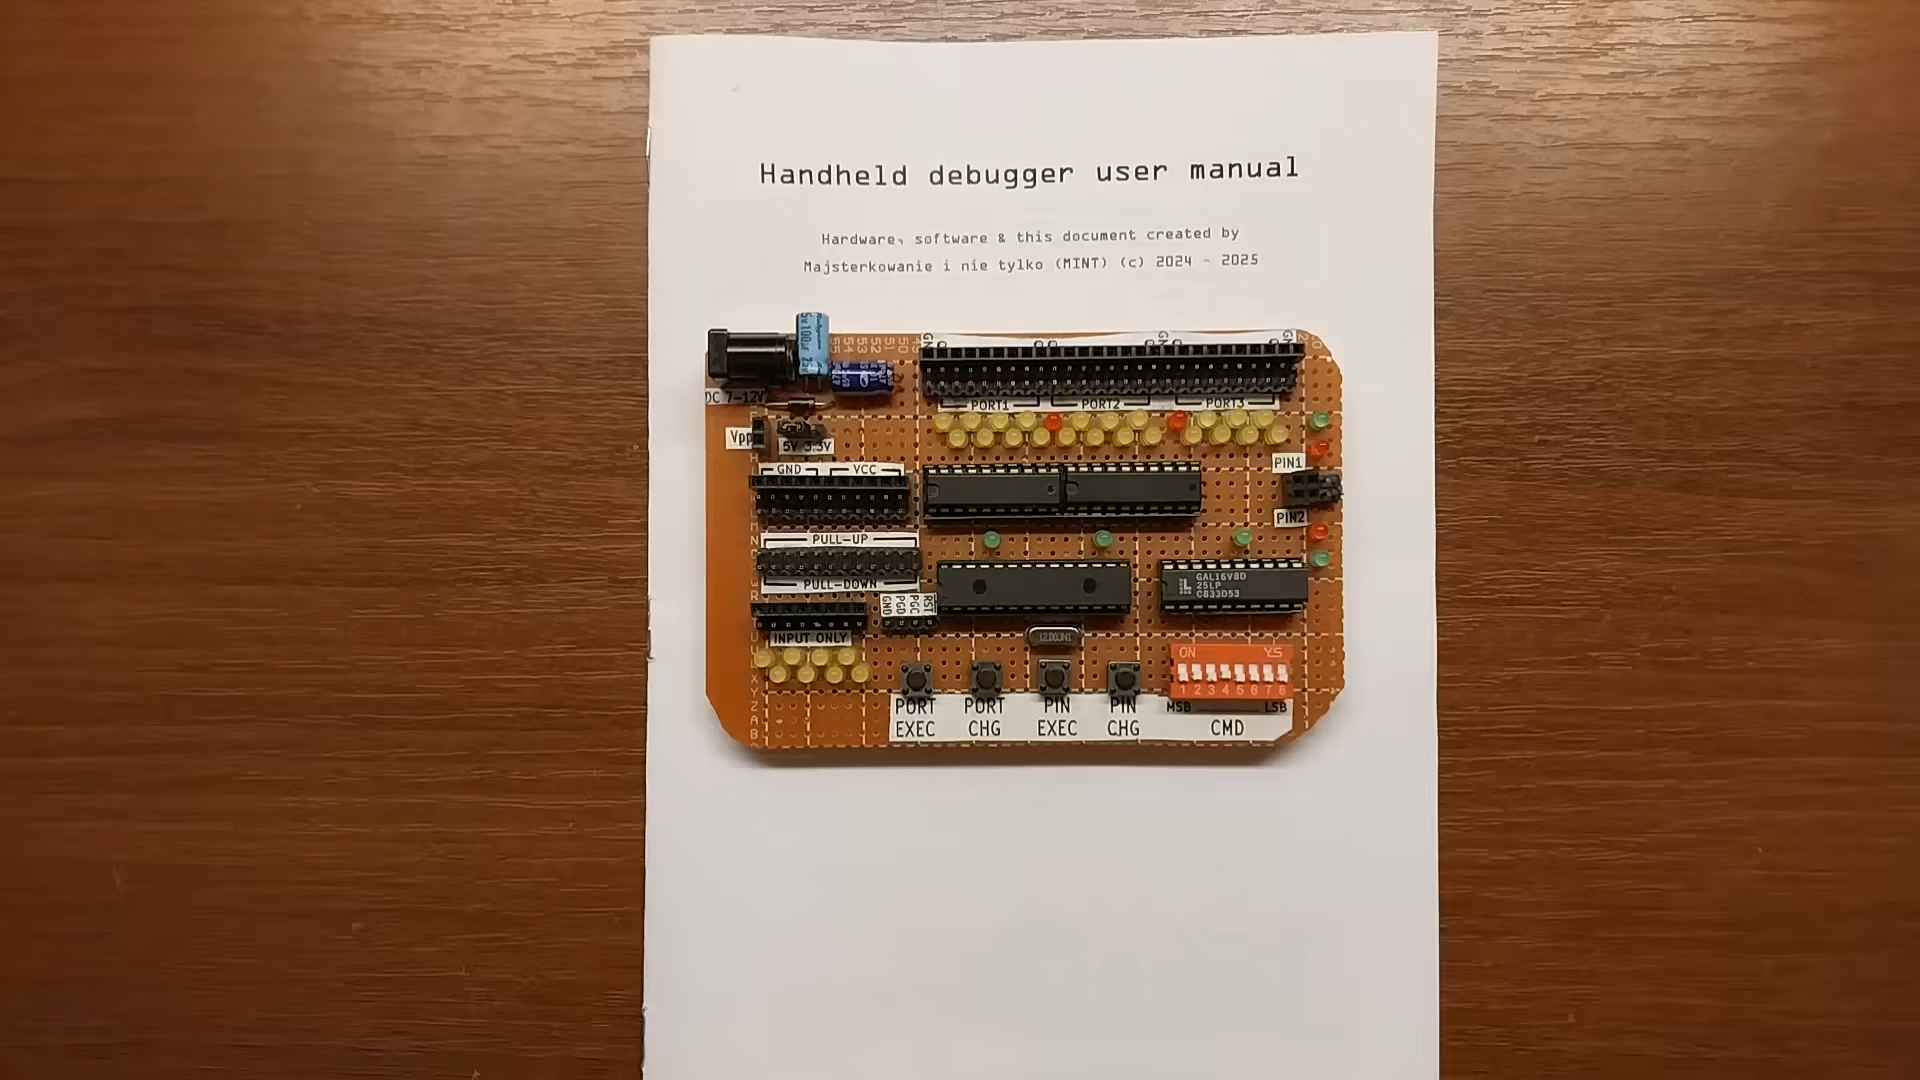 Handheld debugger user manual
Hardware, software & this document created by
Majsterkowanie i nie tylko (MINT) (c) 2024 - 2025
DC 7-12V
PORT1 PORT2 PORT3
Vpp
5V 3.3V
GND VCC
PIN1
PIN2
PULL-UP
PULL-DOWN
GND PGD PGC RST
GAL16V8D
25LP
C833D53
INPUT ONLY
ON YS
1 2 3 4 5 6 7 8
MSB LSB
PORT EXEC
PORT CHG
PIN EXEC
PIN CHG
CMD